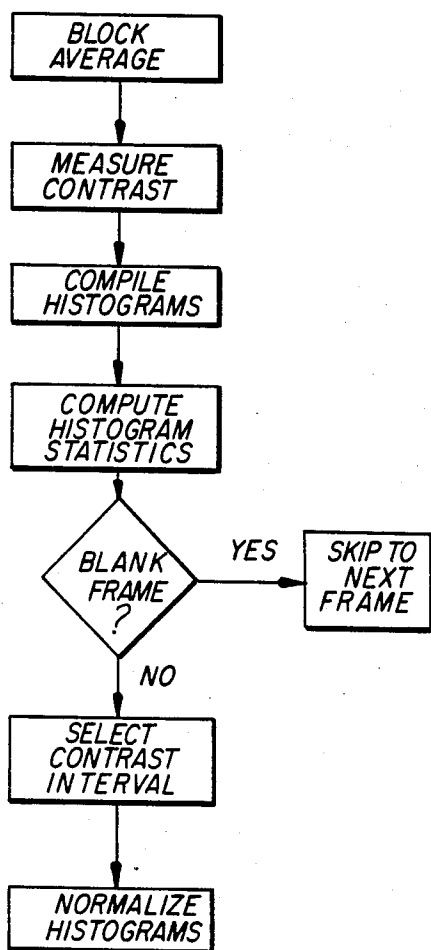 BLOCK
AVERAGE
MEASURE
CONTRAST
COMPILE
HISTOGRAMS
COMPUTE
HISTOGRAM
STATISTICS
BLANK
FRAME
?
YES
SKIP TO
NEXT
FRAME
NO
SELECT
CONTRAST
INTERVAL
NORMALIZE
HISTOGRAMS